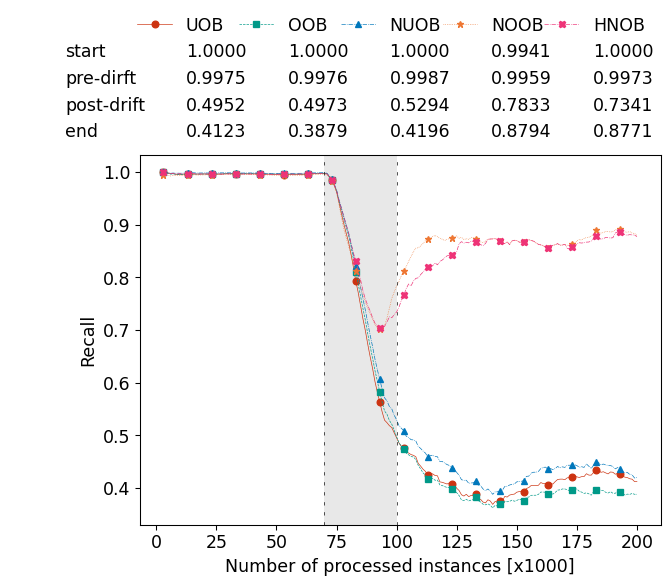 UOB OOB NUOB NOOB HNOB
start 1.0000 1.0000 1.0000 0.9941 1.0000
pre-dirft 0.9975 0.9976 0.9987 0.9959 0.9973
post-drift 0.4952 0.4973 0.5294 0.7833 0.7341
end 0.4123 0.3879 0.4196 0.8794 0.8771
1.0
0.9
0.8
0.7
0.6
0.5
0.4
Recall
0 25 50 75 100 125 150 175 200
Number of processed instances [x1000]